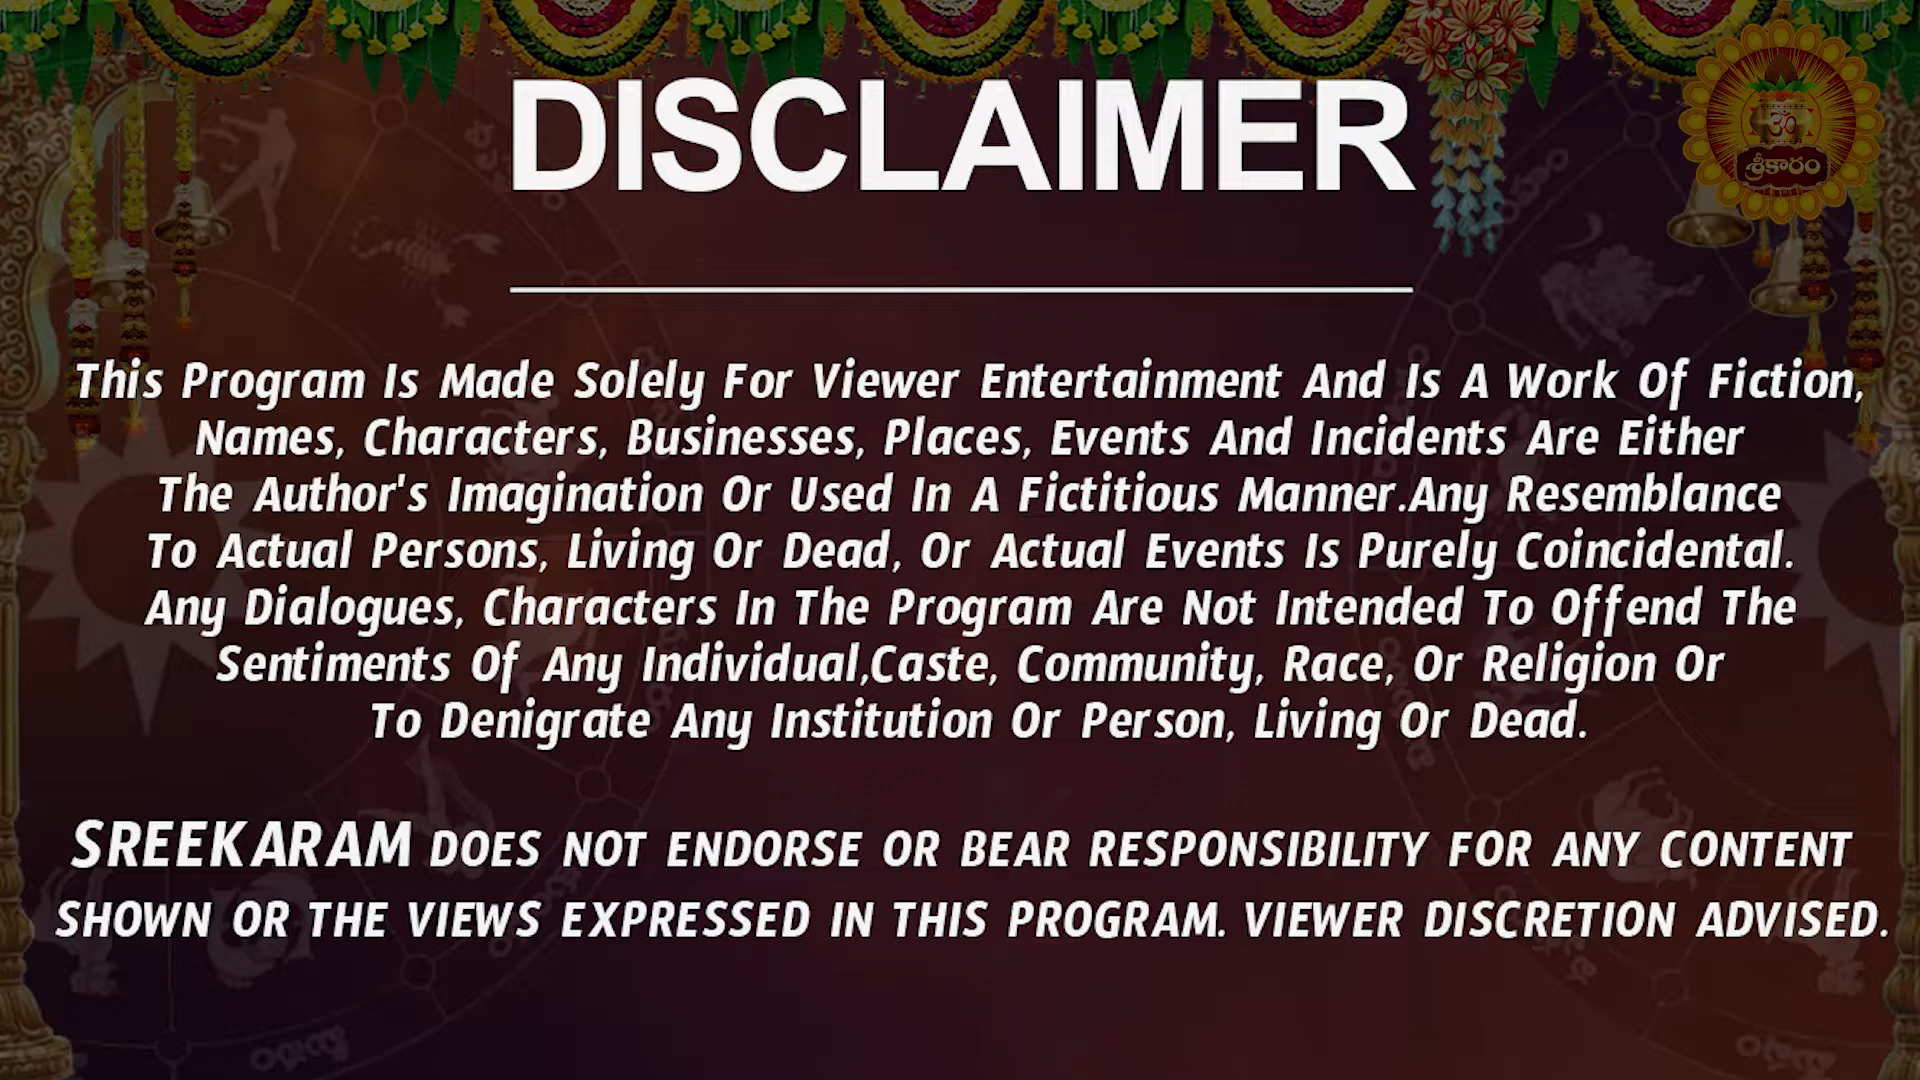 DISCLAIMER
ॐ
శ్రీకారం
This Program Is Made Solely For Viewer Entertainment And Is A Work Of Fiction,
Names, Characters, Businesses, Places, Events And Incidents Are Either
The Author's Imagination Or Used In A Fictitious Manner.Any Resemblance
To Actual Persons, Living Or Dead, Or Actual Events Is Purely Coincidental.
Any Dialogues, Characters In The Program Are Not Intended To Offend The
Sentiments Of Any Individual,Caste, Community, Race, Or Religion Or
To Denigrate Any Institution Or Person, Living Or Dead.
SREEKARAM DOES NOT ENDORSE OR BEAR RESPONSIBILITY FOR ANY CONTENT
SHOWN OR THE VIEWS EXPRESSED IN THIS PROGRAM. VIEWER DISCRETION ADVISED.